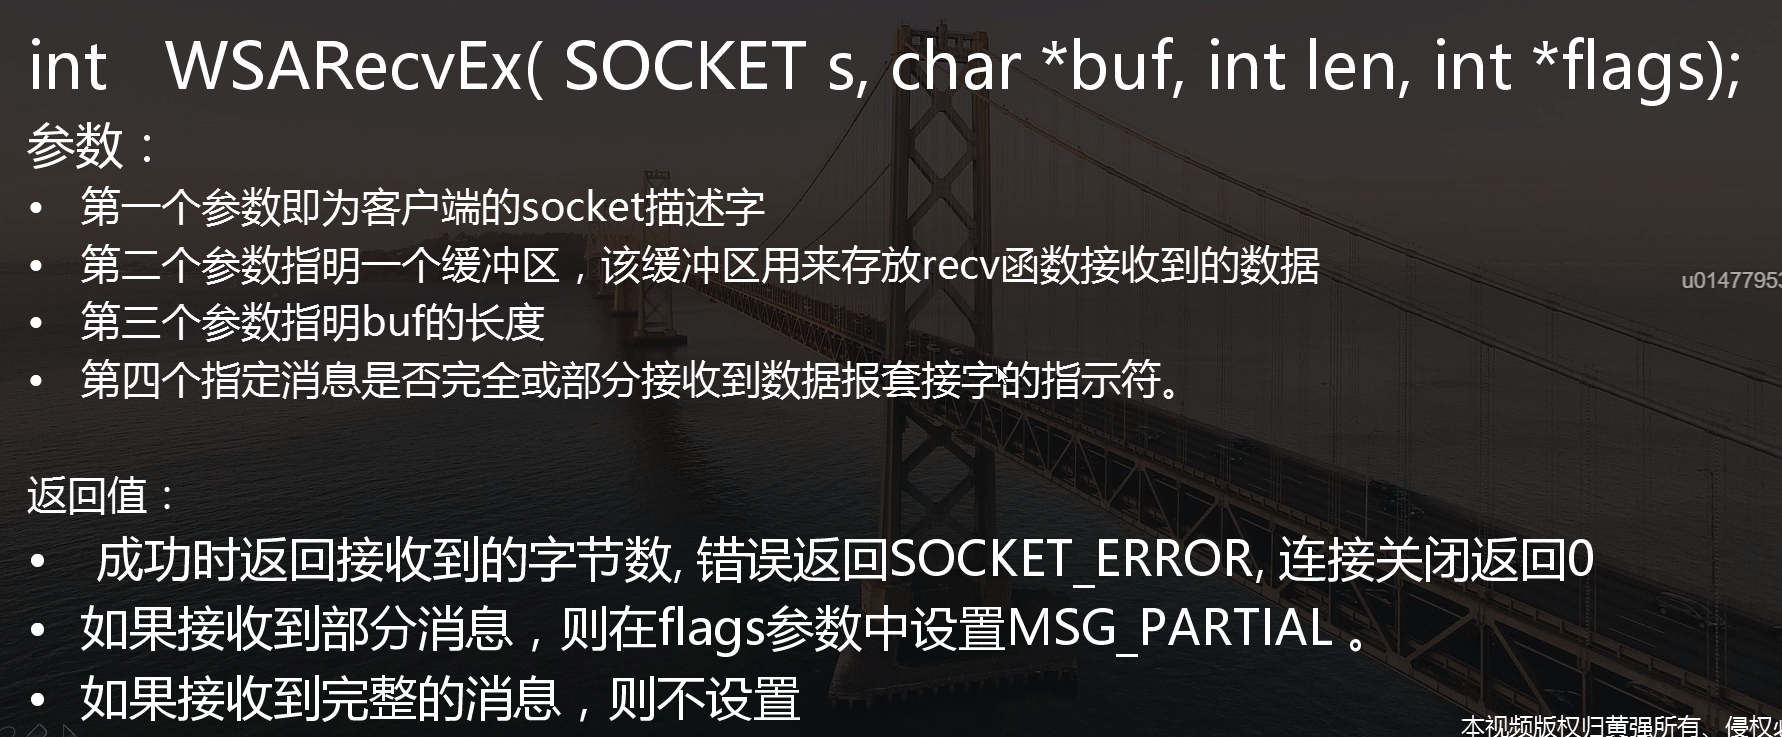 int WSARecvEx( SOCKET s, char *buf, int len, int *flags);
参数：
• 第一个参数即为客户端的socket描述字
• 第二个参数指明一个缓冲区，该缓冲区用来存放recv函数接收到的数据
u01477953
• 第三个参数指明buf的长度
• 第四个指定消息是否完全或部分接收到数据报套接字的指示符。
返回值：
• 成功时返回接收到的字节数, 错误返回SOCKET_ERROR, 连接关闭返回0
• 如果接收到部分消息，则在flags参数中设置MSG_PARTIAL 。
• 如果接收到完整的消息，则不设置
本视频版权归黄强所有、侵权